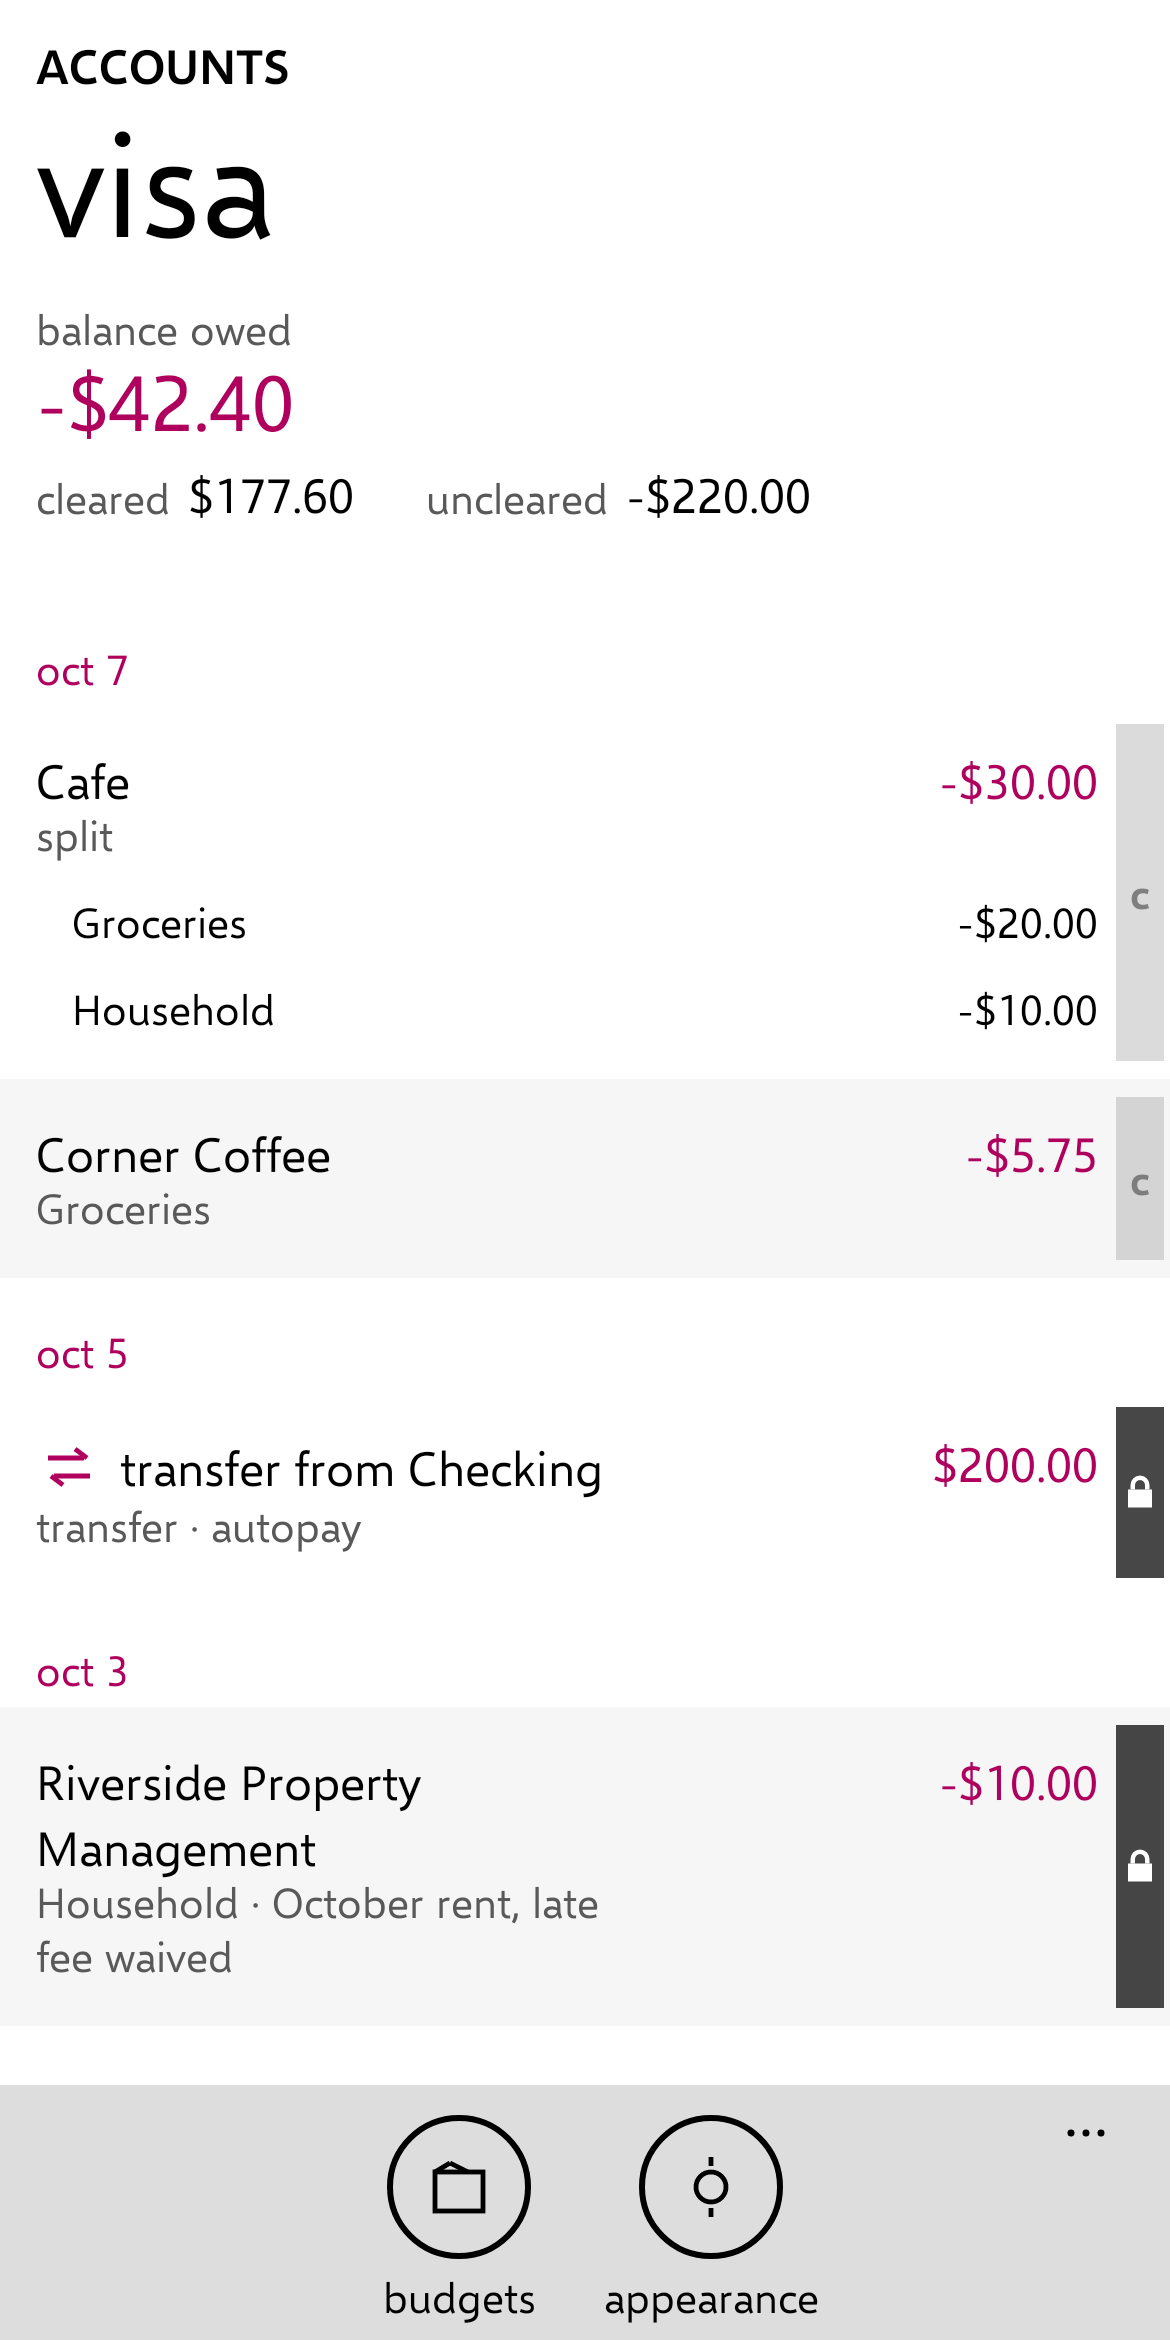 ACCOUNTS
visa
balance owed
-$42.40
cleared $177.60 uncleared -$220.00
oct 7
Cafe -$30.00
split
c
Groceries -$20.00
Household -$10.00
Corner Coffee -$5.75
c
Groceries
oct 5
transfer from Checking $200.00
transfer · autopay
oct 3
Riverside Property -$10.00
Management
Household · October rent, late
fee waived
...
budgets appearance